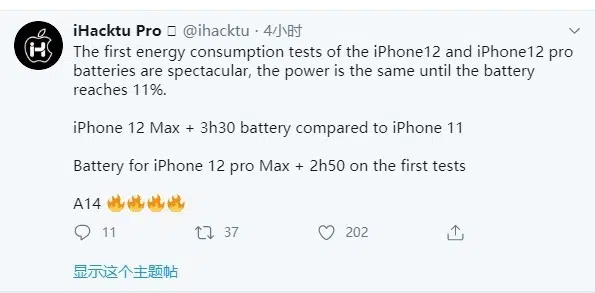 iHacktu Pro @ihacktu · 4小时
The first energy consumption tests of the iPhone12 and iPhone12 pro
batteries are spectacular, the power is the same until the battery
reaches 11%.
iPhone 12 Max + 3h30 battery compared to iPhone 11
Battery for iPhone 12 pro Max + 2h50 on the first tests
A14 🔥🔥🔥🔥
11 37 202
显示这个主题帖